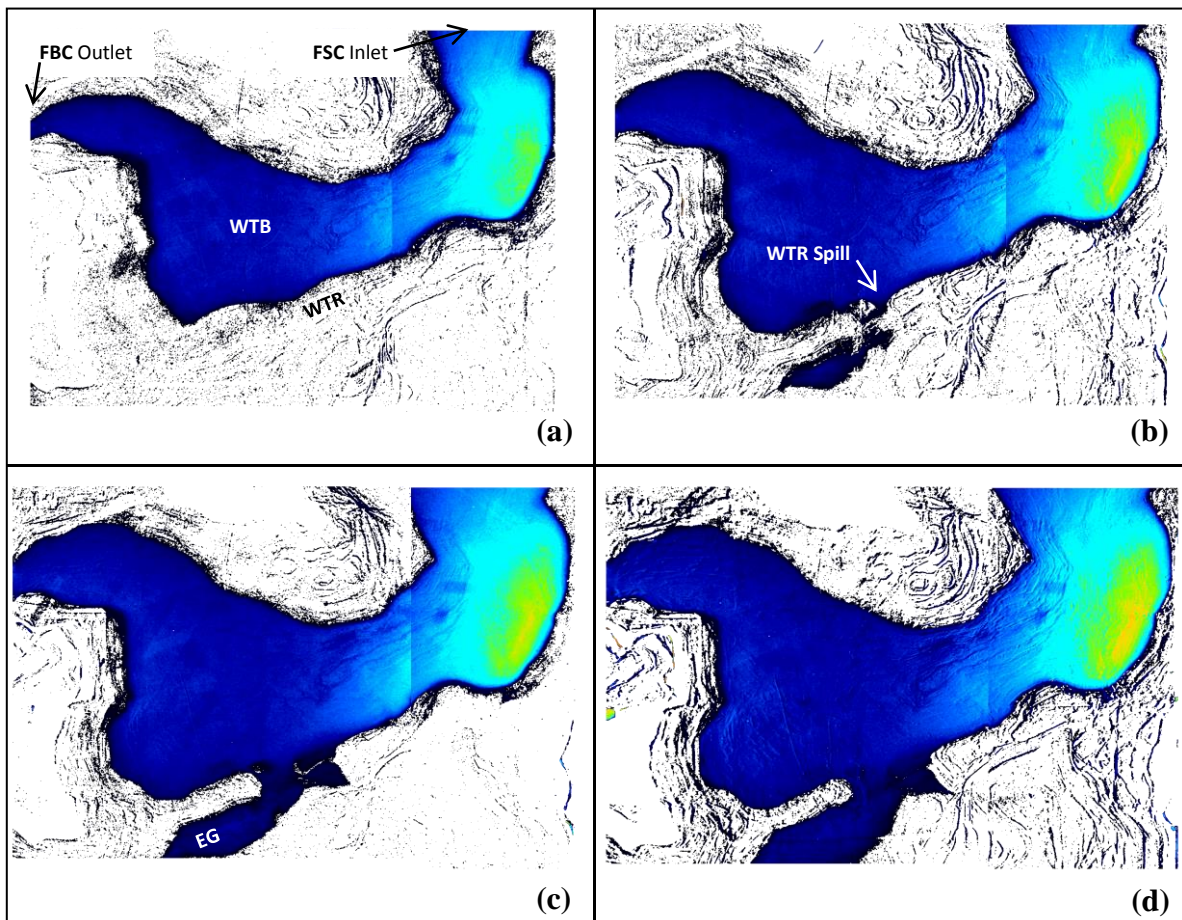 FBC Outlet
FSC Inlet
WTB
WTR
(a)
WTR Spill
(b)
EG
(c)
(d)